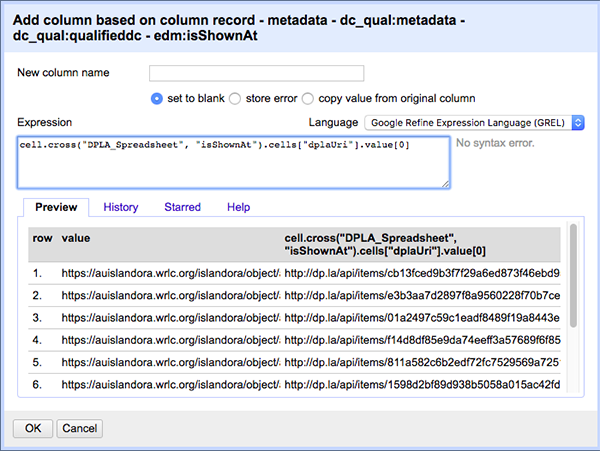 Add column based on column record - metadata - dc_qual:metadata -
dc_qual:qualifieddc - edm:isShownAt
New column name
set to blank store error copy value from original column
Expression Language Google Refine Expression Language (GREL)
cell.cross("DPLA_Spreadsheet", "isShownAt").cells["dplaUri"].value[0] No syntax error.
Preview History Starred Help
row value cell.cross("DPLA_Spreadsheet",
"isShownAt").cells["dplaUri"].value[0]
1. https://auislandora.wrlc.org/islandora/object/ http://dp.la/api/items/cb13fced9b3f7f29a6ed873f46ebd9
2. https://auislandora.wrlc.org/islandora/object/ http://dp.la/api/items/e3b3aa7d2897f8a9560228f70b7ce
3. https://auislandora.wrlc.org/islandora/object/ http://dp.la/api/items/01a2497c59c1eadf8489f19a8443e
4. https://auislandora.wrlc.org/islandora/object/ http://dp.la/api/items/f14d8df85e9da74eeff3a57689f6f85
5. https://auislandora.wrlc.org/islandora/object/ http://dp.la/api/items/811a582c6b2edf72fc7529569a725
6. https://auislandora.wrlc.org/islandora/object/ http://dp.la/api/items/1598d2bf89d938b5058a015ac42fd
OK Cancel